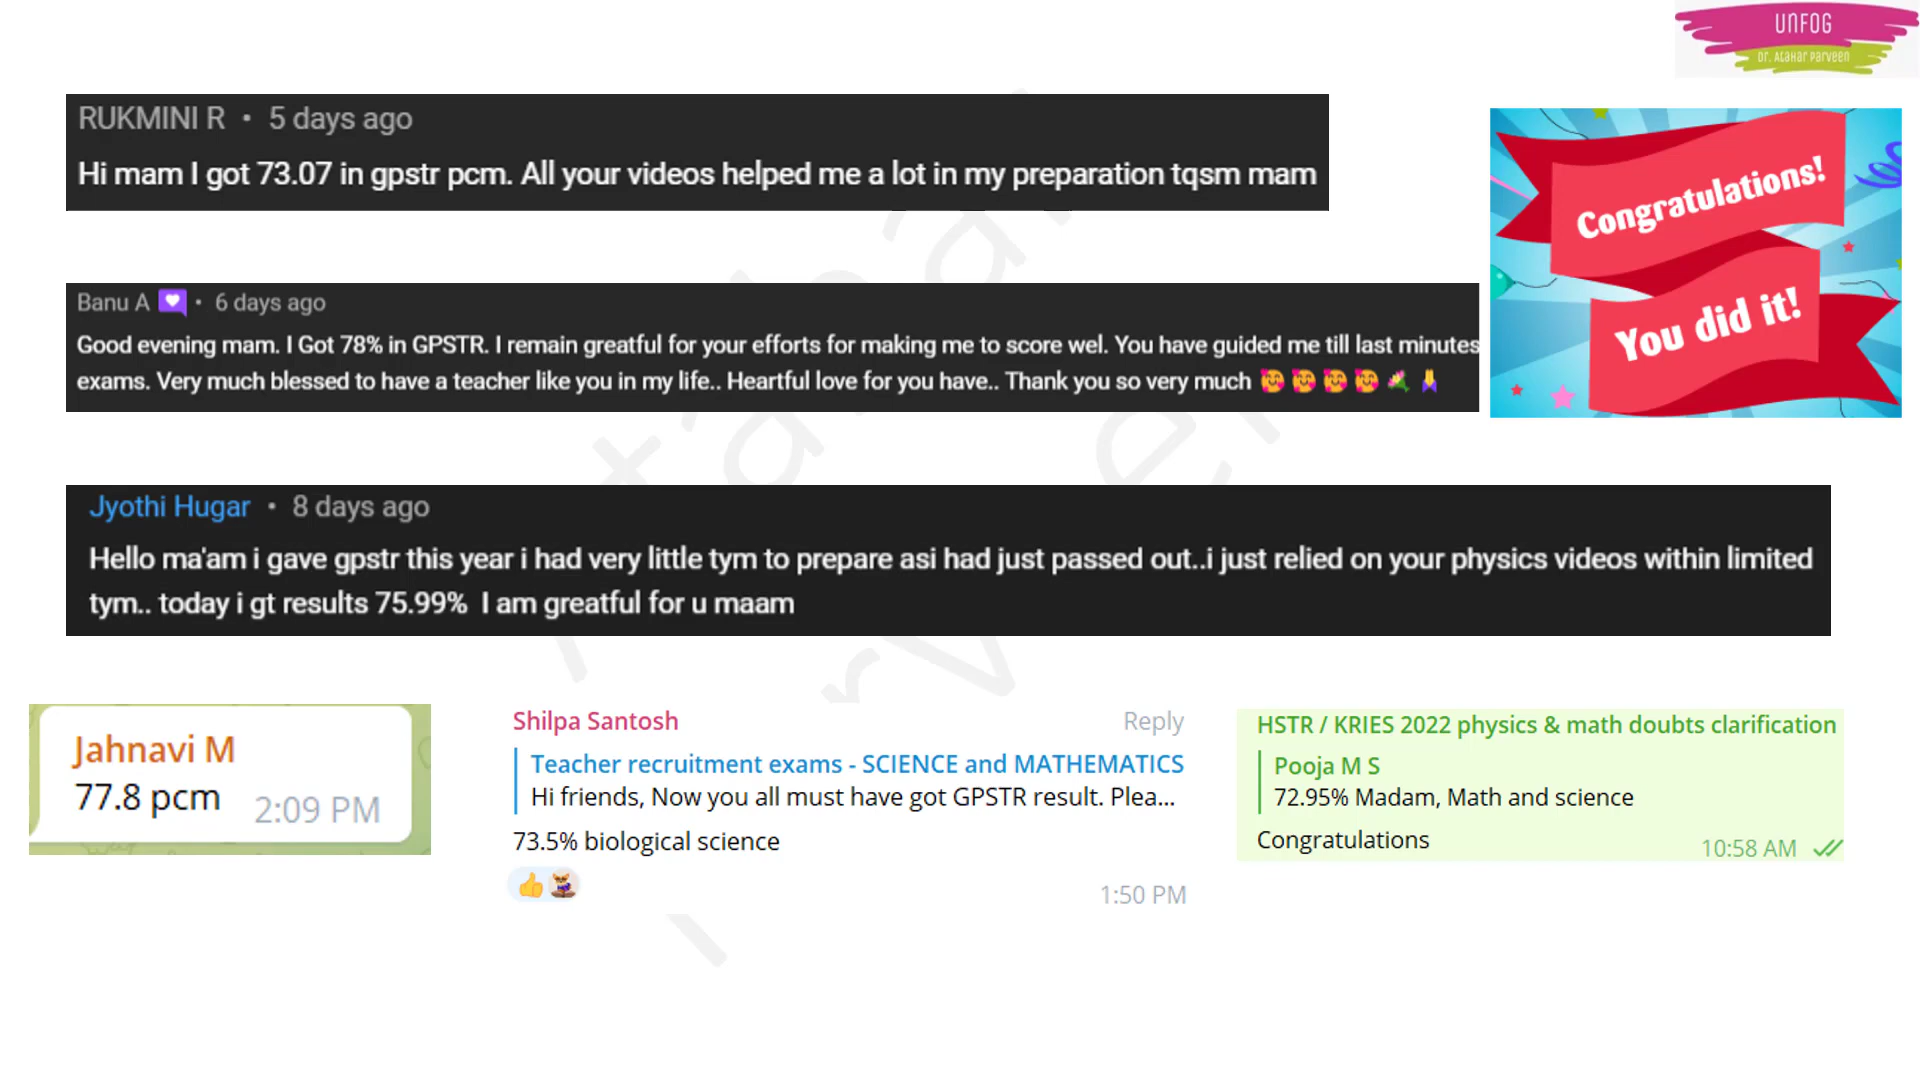 UNFOG
Dr. Atahar Parveen
RUKMINI R • 5 days ago
Hi mam I got 73.07 in gpstr pcm. All your videos helped me a lot in my preparation tqsm mam
Congratulations!
You did it!
Banu A • 6 days ago
Good evening mam. I Got 78% in GPSTR. I remain greatful for your efforts for making me to score wel. You have guided me till last minutes
exams. Very much blessed to have a teacher like you in my life.. Heartful love for you have.. Thank you so very much 🥰 🥰 🥰 🥰 💐 🙏
Jyothi Hugar • 8 days ago
Hello ma'am i gave gpstr this year i had very little tym to prepare asi had just passed out..i just relied on your physics videos within limited
tym.. today i gt results 75.99% I am greatful for u maam
Jahnavi M
77.8 pcm 2:09 PM
Shilpa Santosh Reply
Teacher recruitment exams - SCIENCE and MATHEMATICS
Hi friends, Now you all must have got GPSTR result. Plea...
73.5% biological science
1:50 PM
HSTR / KRIES 2022 physics & math doubts clarification
Pooja M S
72.95% Madam, Math and science
Congratulations
10:58 AM